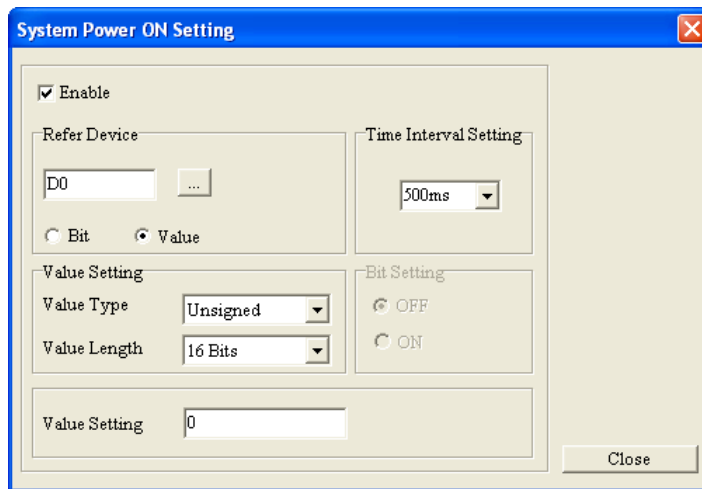 System Power ON Setting
Enable
Refer Device
D0
...
Bit
Value
Time Interval Setting
500ms
Value Setting
Value Type
Unsigned
Value Length
16 Bits
Bit Setting
OFF
ON
Value Setting
0
Close